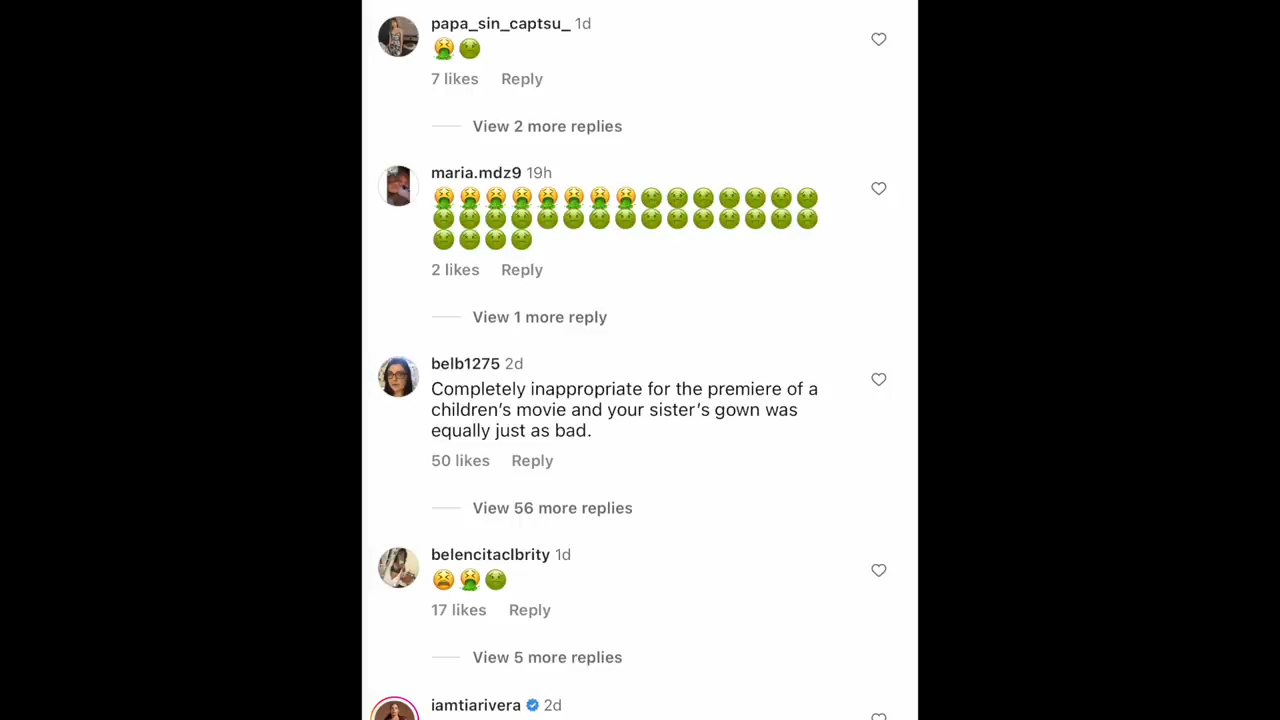 papa_sin_captsu_ 1d
🤮🤢
7 likes Reply
View 2 more replies
maria.mdz9 19h
🤮🤮🤮🤮🤮🤮🤮🤮🤢🤢🤢🤢🤢🤢🤢
🤢🤢🤢🤢🤢🤢🤢🤢🤢🤢🤢🤢🤢🤢🤢
🤢🤢🤢🤢
2 likes Reply
View 1 more reply
belb1275 2d
Completely inappropriate for the premiere of a
children’s movie and your sister’s gown was
equally just as bad.
50 likes Reply
View 56 more replies
belencitaclbrity 1d
😫🤮🤢
17 likes Reply
View 5 more replies
iamtiarivera 2d